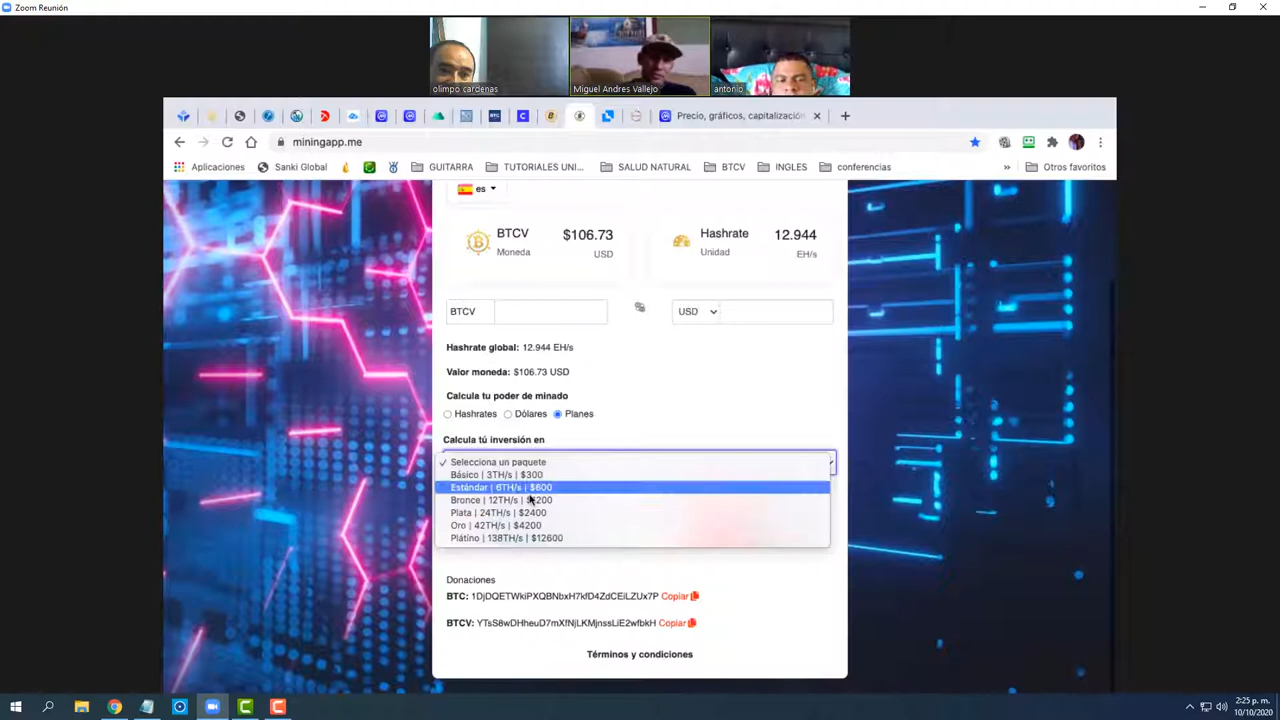 Zoom Reunión
olimpo cardenas
Miguel Andres Vallejo
antonio
Precio, gráficos, capitalización
miningapp.me
Aplicaciones
Sanki Global
GUITARRA
TUTORIALES UNI...
SALUD NATURAL
BTCV
INGLES
conferencias
»
Otros favoritos
es
BTCV $106.73
Moneda USD
Hashrate 12.944
Unidad EH/s
BTCV
USD
Hashrate global: 12.944 EH/s
Valor moneda: $106.73 USD
Calcula tu poder de minado
Hashrates Dólares Planes
Calcula tú inversión en
✓ Selecciona un paquete
Básico | 3TH/s | $300
Estándar | 6TH/s | $600
Bronce | 12TH/s |
Plata | 24TH/s | $2400
Oro | 42TH/s | $4200
Plátino | 138TH/s | $12600
Donaciones
BTC: 1DjDQETWkiPXQBNbxH7kfD4ZdCEiLZUx7P Copiar
BTCV: YTsS8wDHheuD7mXfNjLKMjnssLiE2wfbkH Copiar
Términos y condiciones
2:25 p. m.
10/10/2020